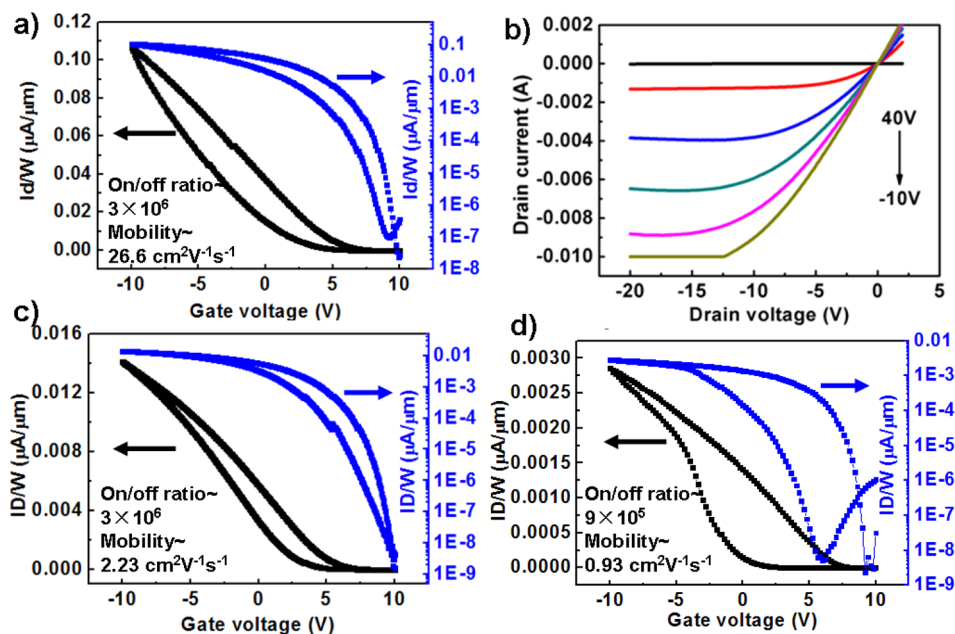 a)
0.12
0.10
0.08
0.06
0.04
0.02
0.00
Id/W (μA/μm)
On/off ratio~
3×10⁶
Mobility~
26.6 cm²V⁻¹s⁻¹
-10 -5 0 5 10
Gate voltage (V)
0.1
0.01
1E-3
1E-4
1E-5
1E-6
1E-7
1E-8
Id/W (μA/μm)
b)
0.002
0.000
-0.002
-0.004
-0.006
-0.008
-0.010
Drain current (A)
40V
-10V
-20 -15 -10 -5 0 5
Drain voltage (V)
c)
0.016
0.012
0.008
0.004
0.000
ID/W (μA/μm)
On/off ratio~
3×10⁶
Mobility~
2.23 cm²V⁻¹s⁻¹
-10 -5 0 5 10
Gate voltage (V)
0.01
1E-3
1E-4
1E-5
1E-6
1E-7
1E-8
1E-9
ID/W (μA/μm)
d)
0.0030
0.0025
0.0020
0.0015
0.0010
0.0005
0.0000
ID/W (μA/μm)
On/off ratio~
9×10⁵
Mobility~
0.93 cm²V⁻¹s⁻¹
-10 -5 0 5 10
Gate voltage (V)
0.01
1E-3
1E-4
1E-5
1E-6
1E-7
1E-8
1E-9
ID/W (μA/μm)